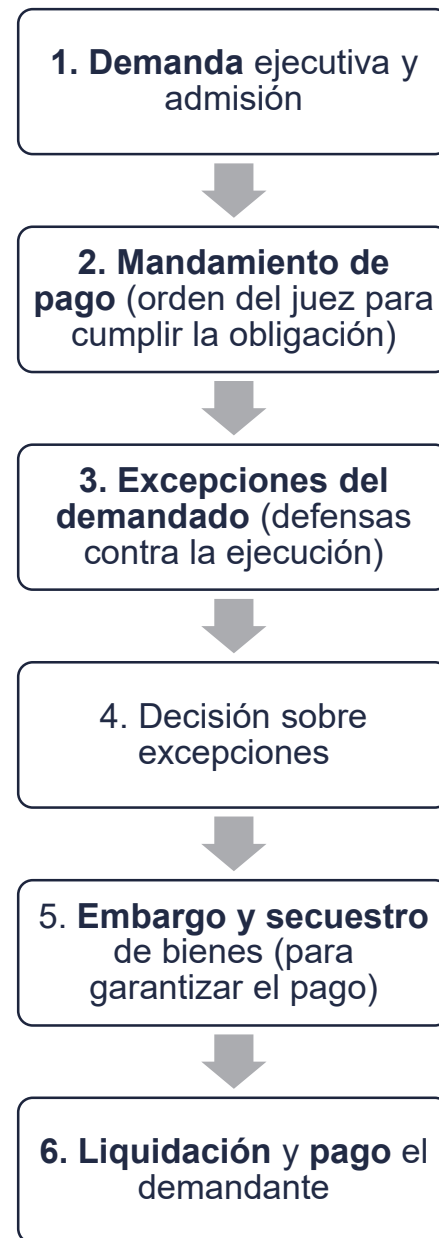 1. Demanda ejecutiva y
admisión
2. Mandamiento de
pago (orden del juez para
cumplir la obligación)
3. Excepciones del
demandado (defensas
contra la ejecución)
4. Decisión sobre
excepciones
5. Embargo y secuestro
de bienes (para
garantizar el pago)
6. Liquidación y pago el
demandante